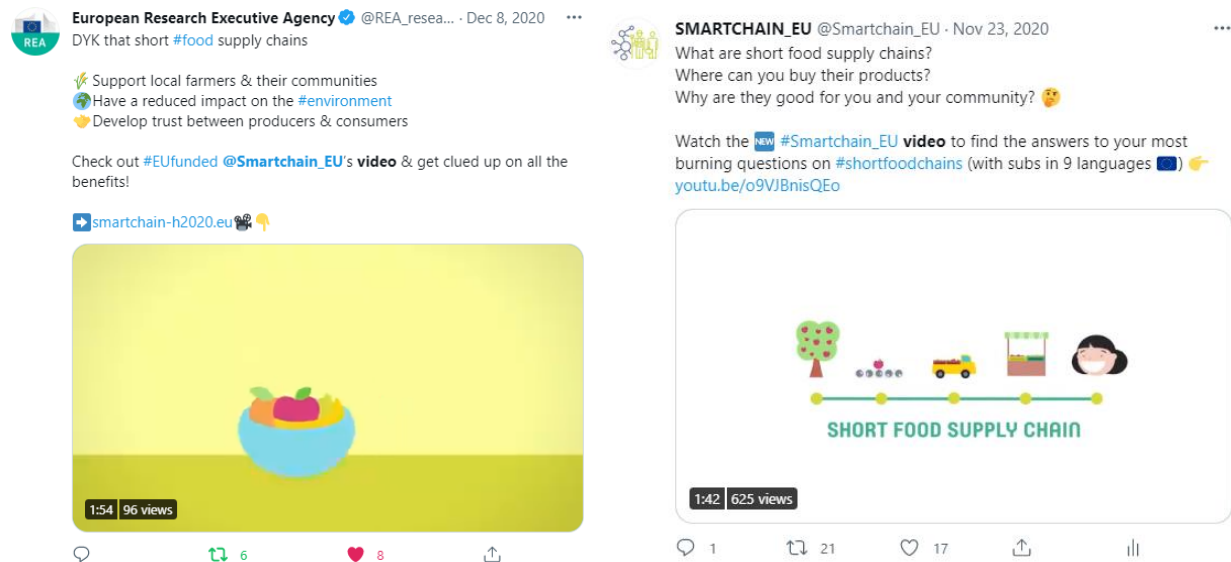 European Research Executive Agency @REA_resea... · Dec 8, 2020
REA
DYK that short #food supply chains
Support local farmers & their communities
Have a reduced impact on the #environment
Develop trust between producers & consumers
Check out #EUfunded @Smartchain_EU's video & get clued up on all the
benefits!
smartchain-h2020.eu
1:54 96 views
6 8
SMARTCHAIN_EU @Smartchain_EU · Nov 23, 2020
What are short food supply chains?
Where can you buy their products?
Why are they good for you and your community?
Watch the NEW #Smartchain_EU video to find the answers to your most
burning questions on #shortfoodchains (with subs in 9 languages )
youtu.be/o9VJBnisQEo
SHORT FOOD SUPPLY CHAIN
1:42 625 views
1 21 17